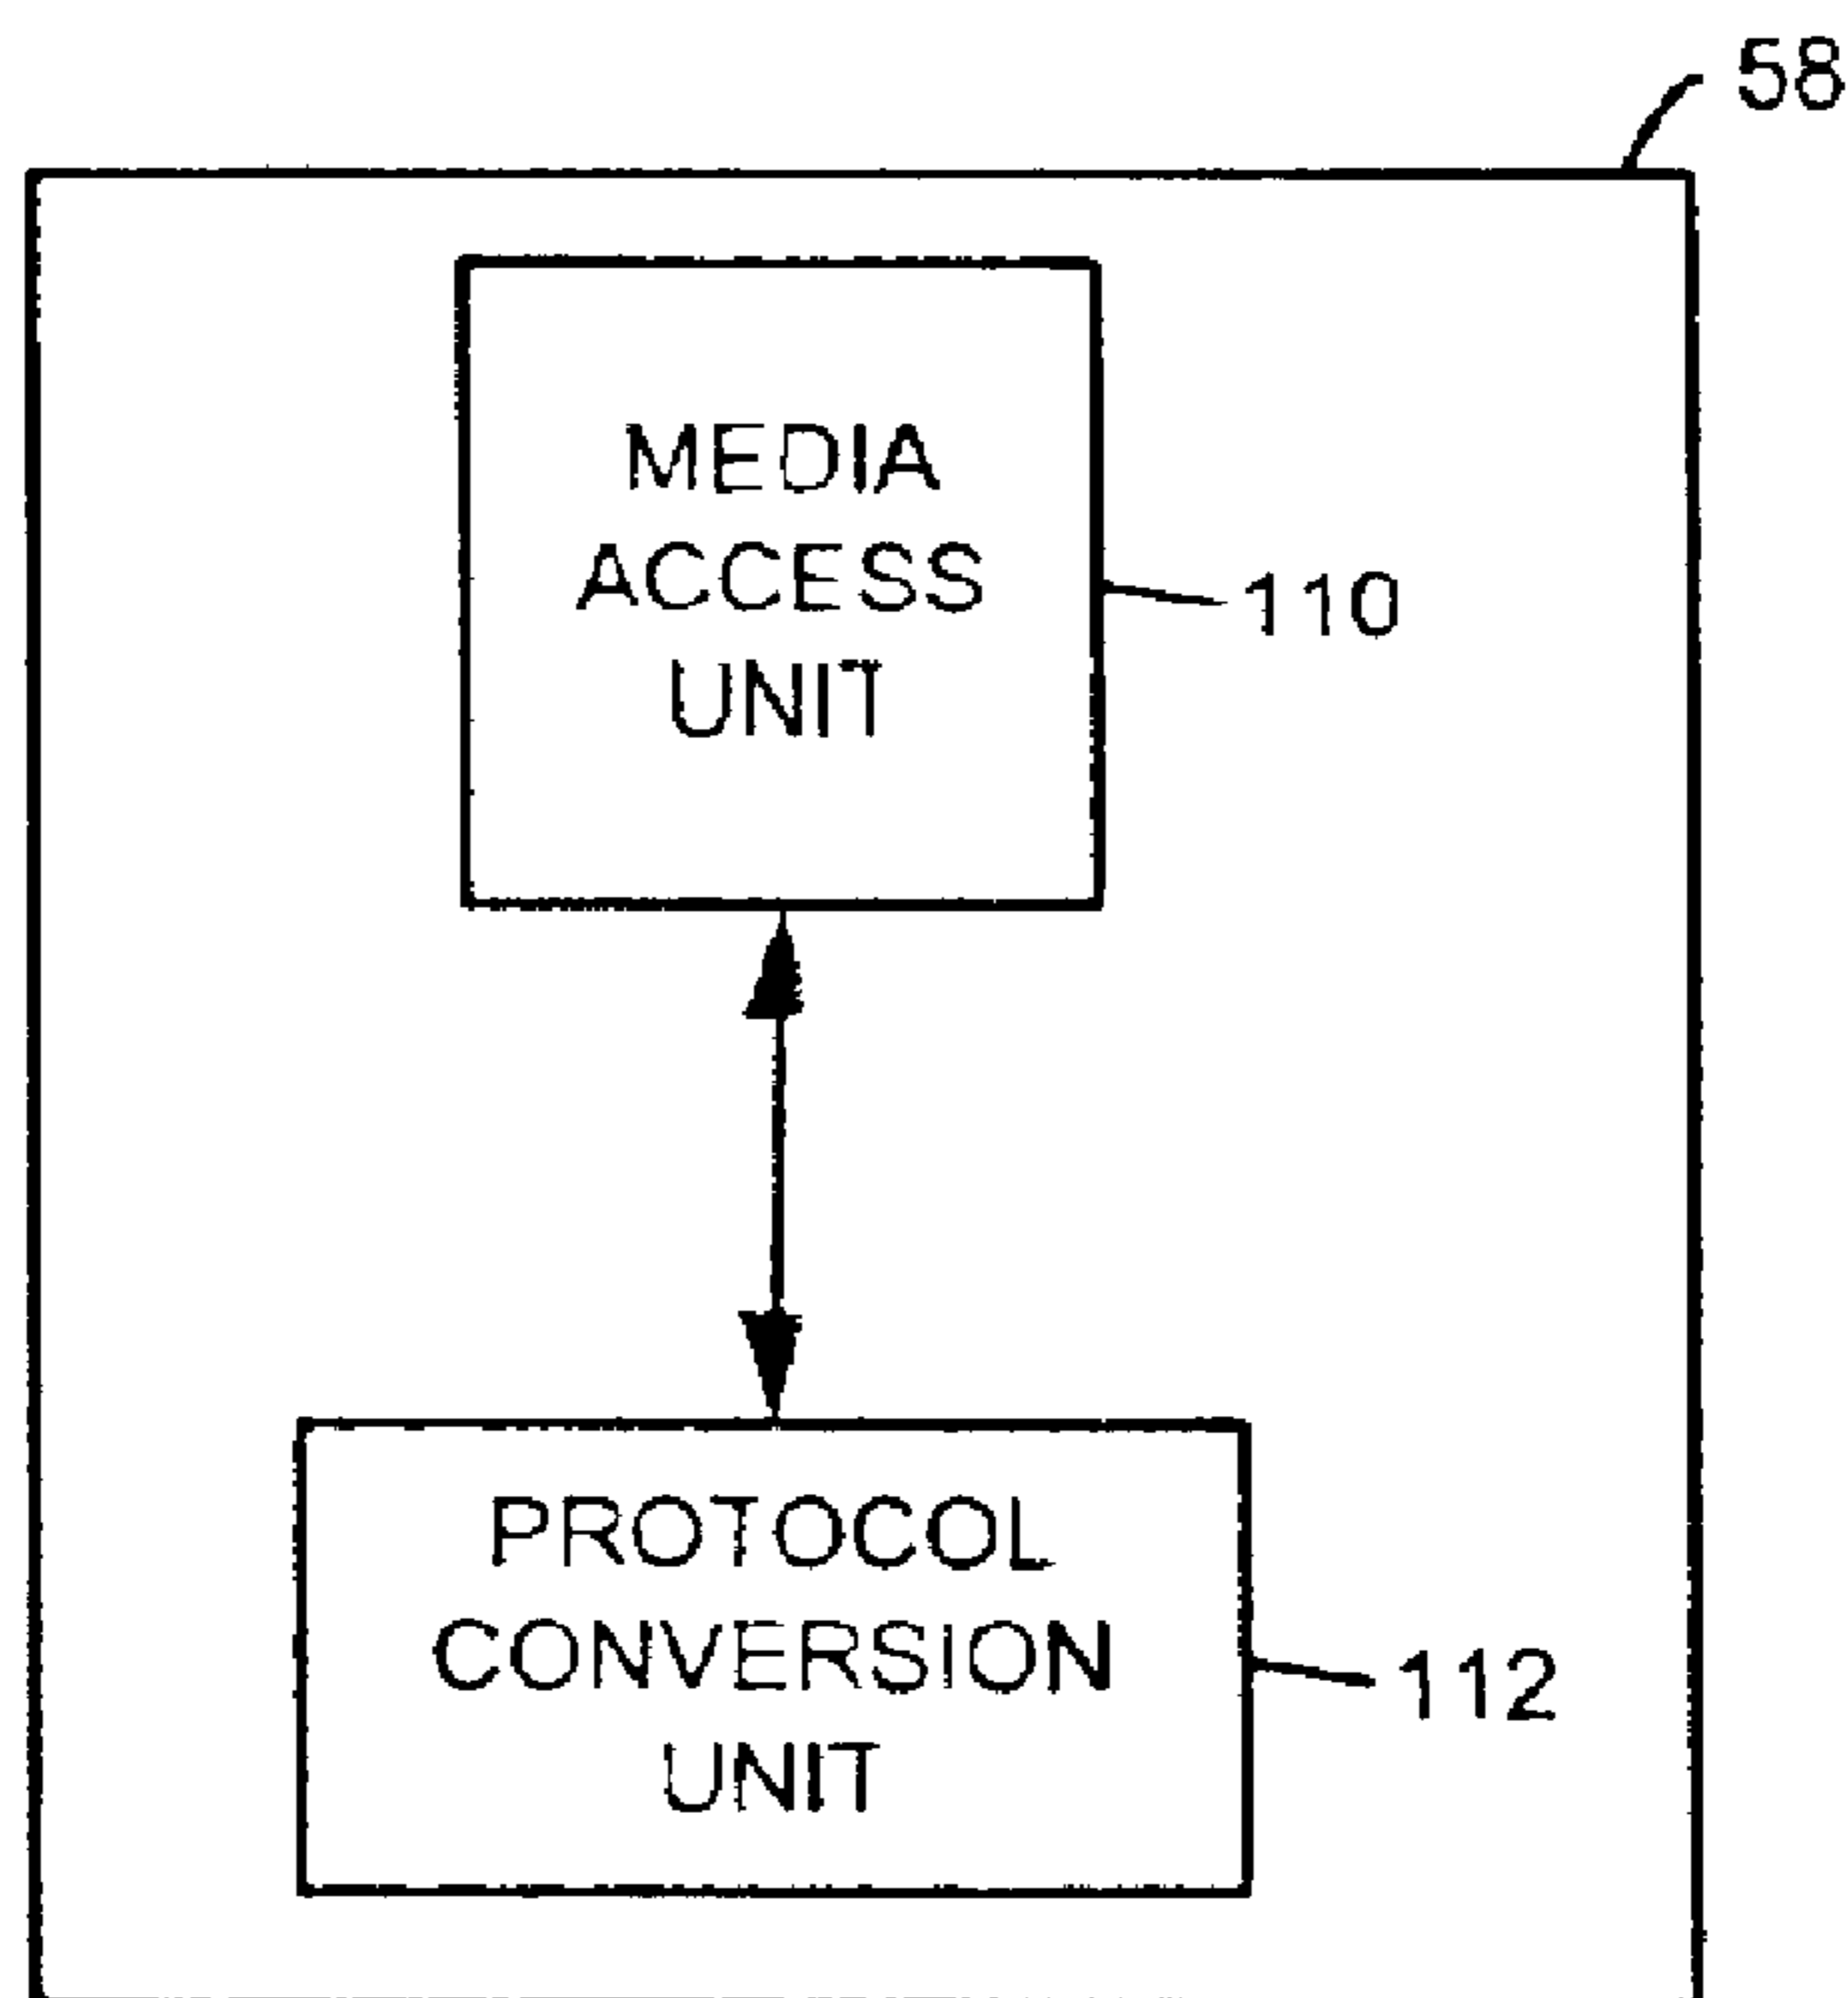 58
MEDIA
ACCESS
UNIT
110
PROTOCOL
CONVERSION
UNIT
112